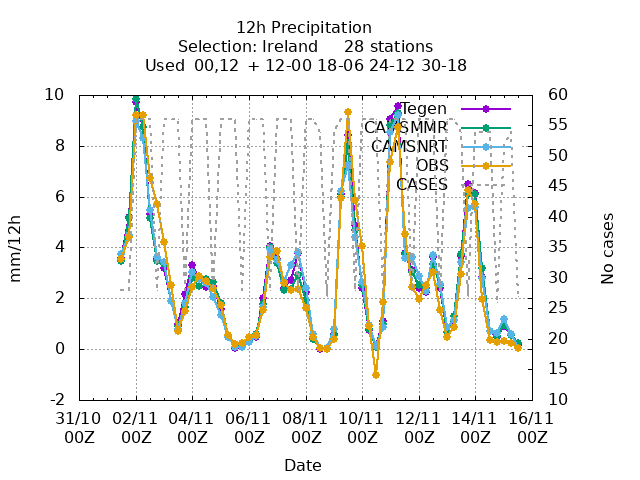 12h Precipitation
Selection: Ireland 28 stations
Used 00,12 + 12-00 18-06 24-12 30-18
10
8
6
4
2
0
-2
mm/12h
60
55
50
45
40
35
30
25
20
15
10
No cases
Tegen
CAMSMMR
CAMSNRT
OBS
CASES
31/10 02/11 04/11 06/11 08/11 10/11 12/11 14/11 16/11
00Z 00Z 00Z 00Z 00Z 00Z 00Z 00Z 00Z
Date